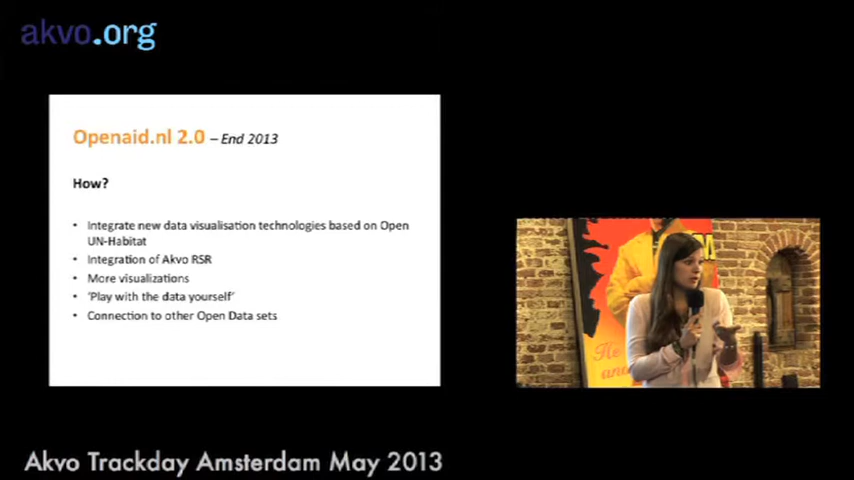 akvo.org
Openaid.nl 2.0 – End 2013
How?
• Integrate new data visualisation technologies based on Open
UN-Habitat
• Integration of Akvo RSR
• More visualizations
• 'Play with the data yourself'
• Connection to other Open Data sets
He
an
Akvo Trackday Amsterdam May 2013